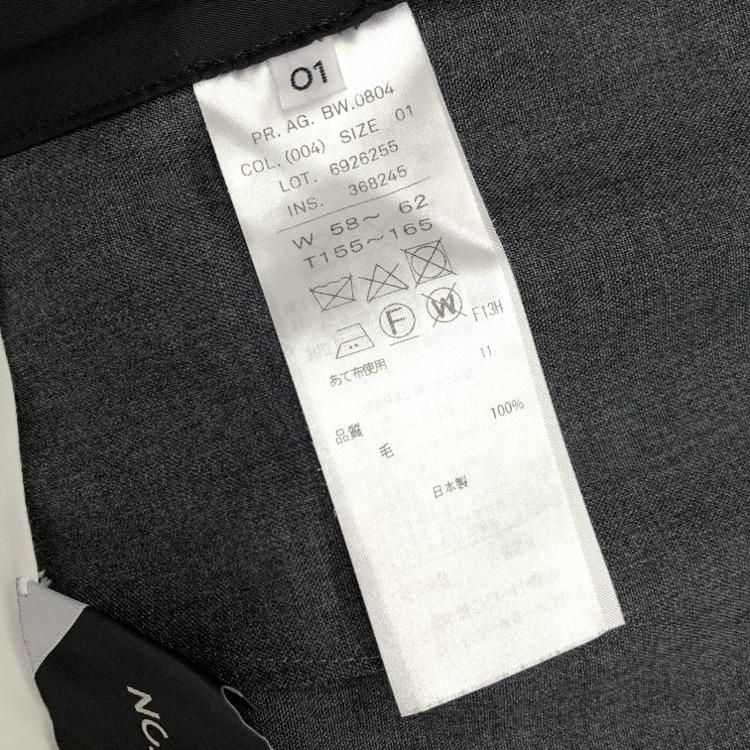 01
PR. AG. BW.0804
COL. (004) SIZE 01
LOT. 6926255
INS. 368245
W 58～ 62
T155～165
F
W
F13H
あて布使用
11
品質
毛 100%
日本製
NC.